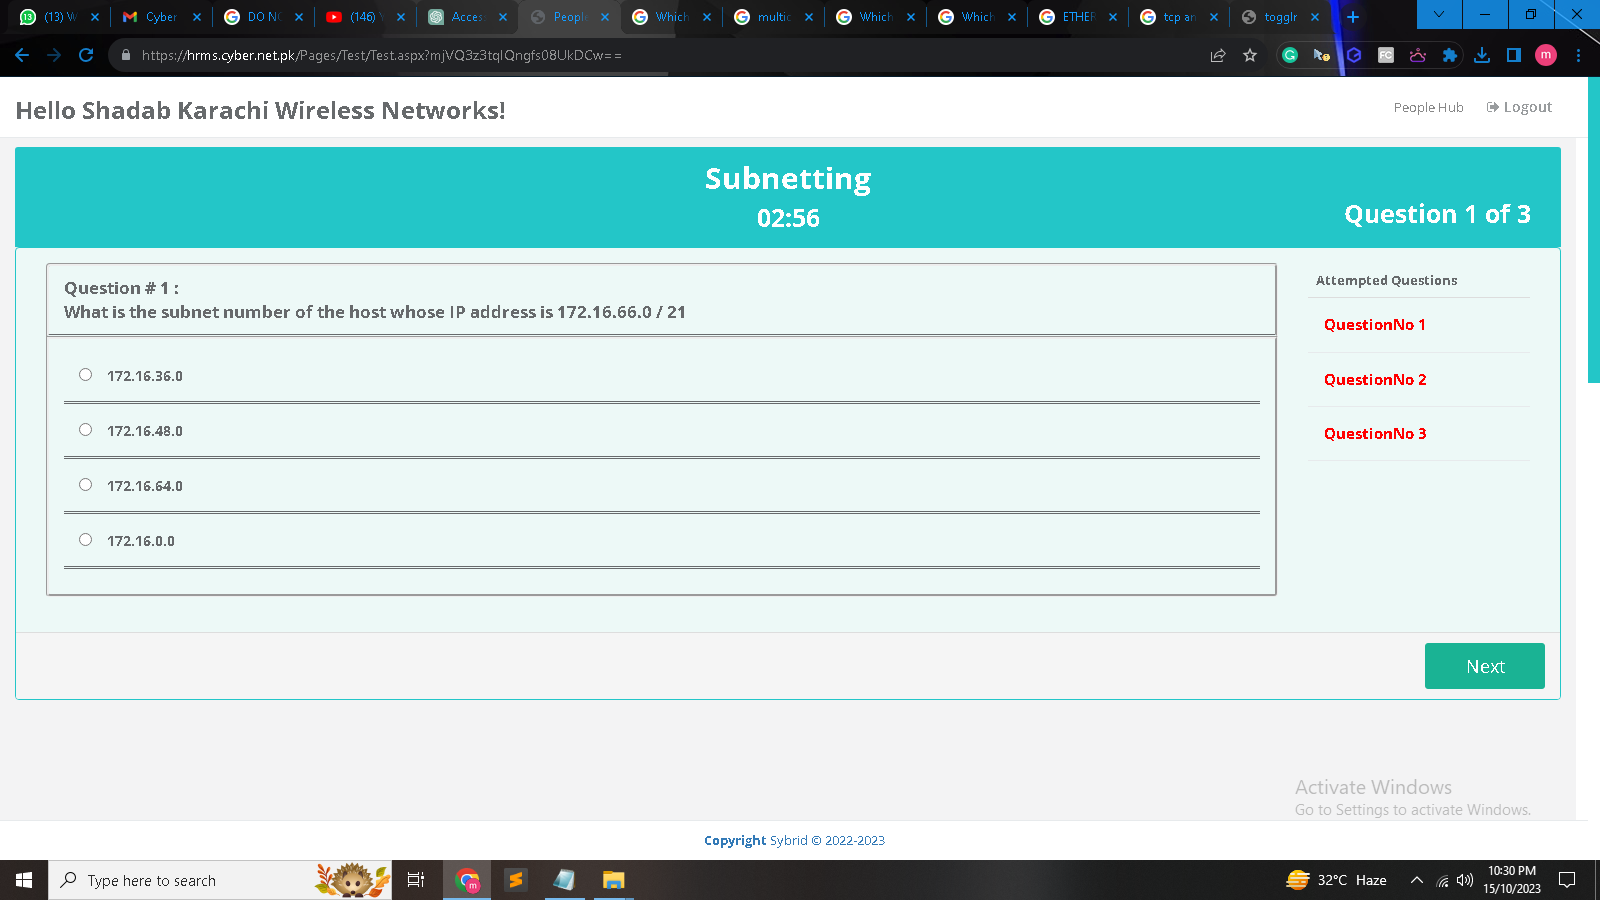 (13) W
Cyber
DO NO
(146)
Acces
People
Which
multic
Which
Which
ETHER
tcp an
togglr
https://hrms.cyber.net.pk/Pages/Test/Test.aspx?mjVQ3z3tqlQngfs08UkDCw==
Hello Shadab Karachi Wireless Networks!
People Hub
Logout
Subnetting
02:56
Question 1 of 3
Question # 1 :
What is the subnet number of the host whose IP address is 172.16.66.0 / 21
172.16.36.0
172.16.48.0
172.16.64.0
172.16.0.0
Attempted Questions
QuestionNo 1
QuestionNo 2
QuestionNo 3
Next
Activate Windows
Go to Settings to activate Windows.
Copyright Sybrid © 2022-2023
Type here to search
32°C Haze
10:30 PM
15/10/2023